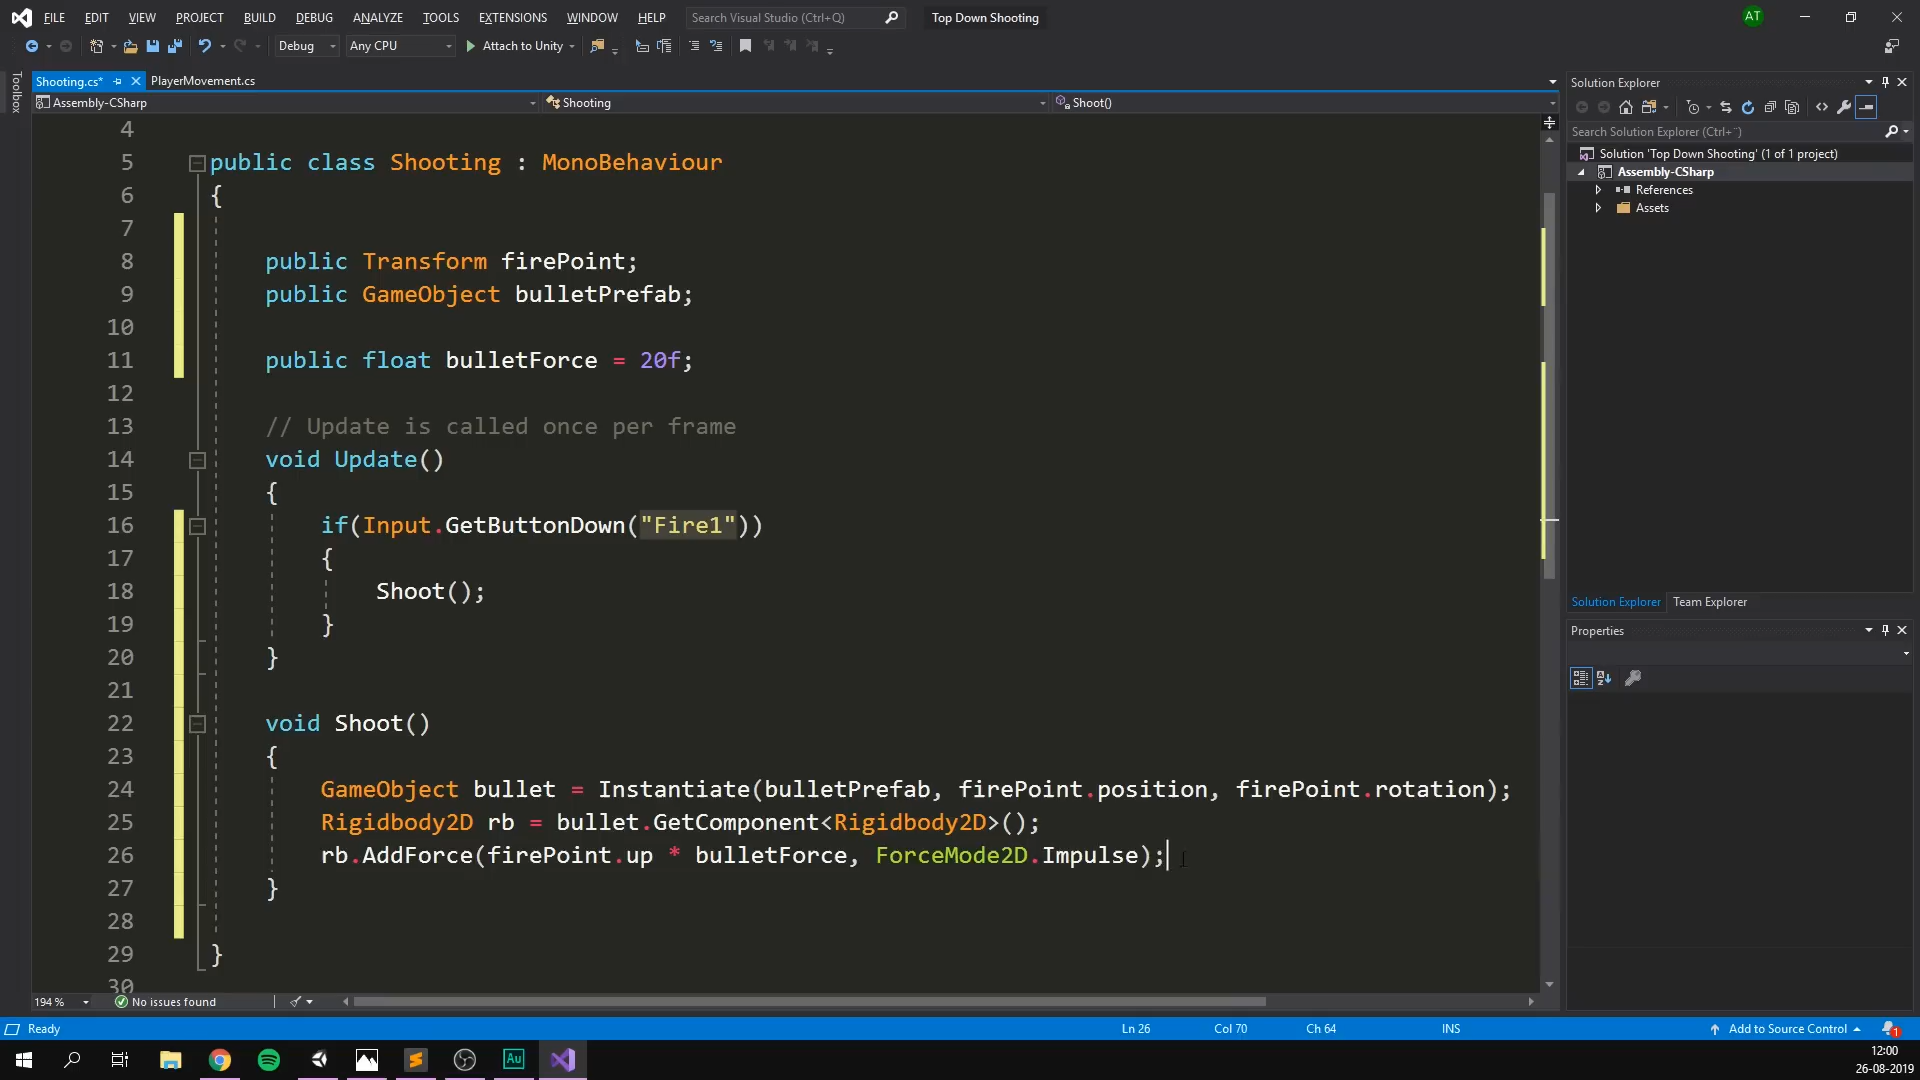 FILE EDIT VIEW PROJECT BUILD DEBUG ANALYZE TOOLS EXTENSIONS WINDOW HELP Search Visual Studio (Ctrl+Q) Top Down Shooting AT
Debug Any CPU Attach to Unity
Toolbox
Shooting.cs* PlayerMovement.cs
Assembly-CSharp Shooting Shoot()
4
5 public class Shooting : MonoBehaviour
6 {
7
8 public Transform firePoint;
9 public GameObject bulletPrefab;
10
11 public float bulletForce = 20f;
12
13 // Update is called once per frame
14 void Update()
15 {
16 if(Input.GetButtonDown("Fire1"))
17 {
18 Shoot();
19 }
20 }
21
22 void Shoot()
23 {
24 GameObject bullet = Instantiate(bulletPrefab, firePoint.position, firePoint.rotation);
25 Rigidbody2D rb = bullet.GetComponent<Rigidbody2D>();
26 rb.AddForce(firePoint.up * bulletForce, ForceMode2D.Impulse);
27 }
28
29 }
30
194 % No issues found
Solution Explorer
Search Solution Explorer (Ctrl+¨)
Solution 'Top Down Shooting' (1 of 1 project)
Assembly-CSharp
References
Assets
Solution Explorer Team Explorer
Properties
Ready Ln 26 Col 70 Ch 64 INS Add to Source Control 1
Au
12:00
26-08-2019